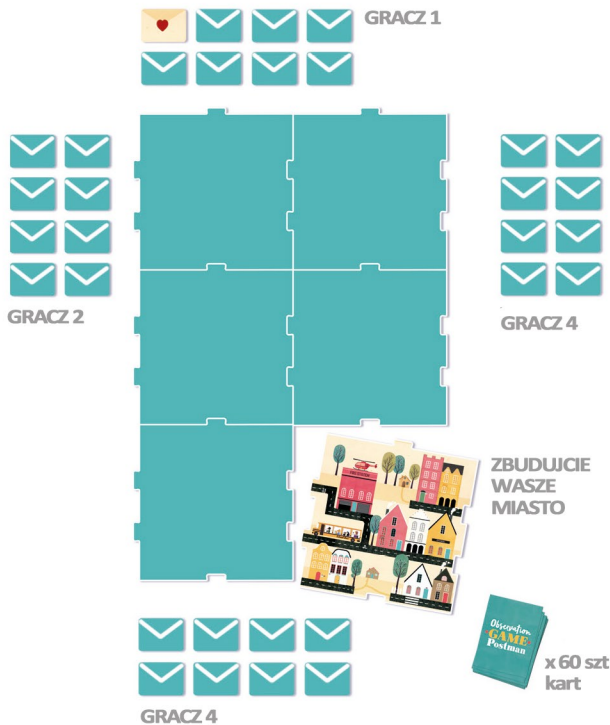 GRACZ 1
GRACZ 2
GRACZ 4
ZBUDUJCIE
WASZE
MIASTO
Observation
GAME
Postman
x 60 szt
kart
GRACZ 4